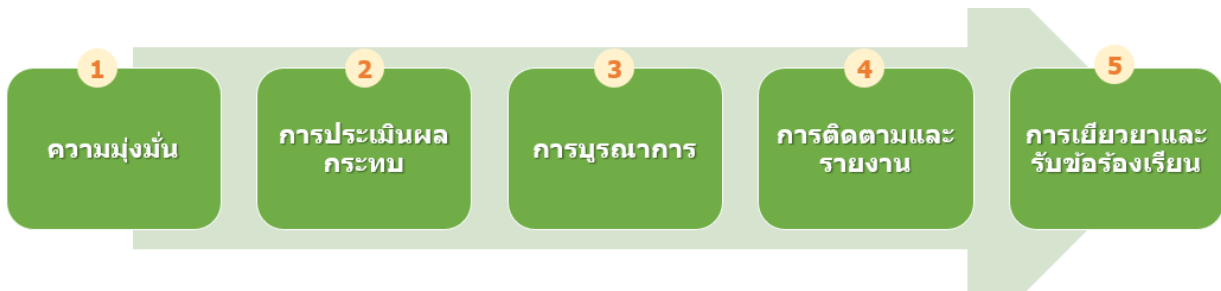 1
ความมุ่งมั่น
2
การประเมินผล
กระทบ
3
การบูรณาการ
4
การติดตามและ
รายงาน
5
การเยียวยาและ
รับข้อร้องเรียน